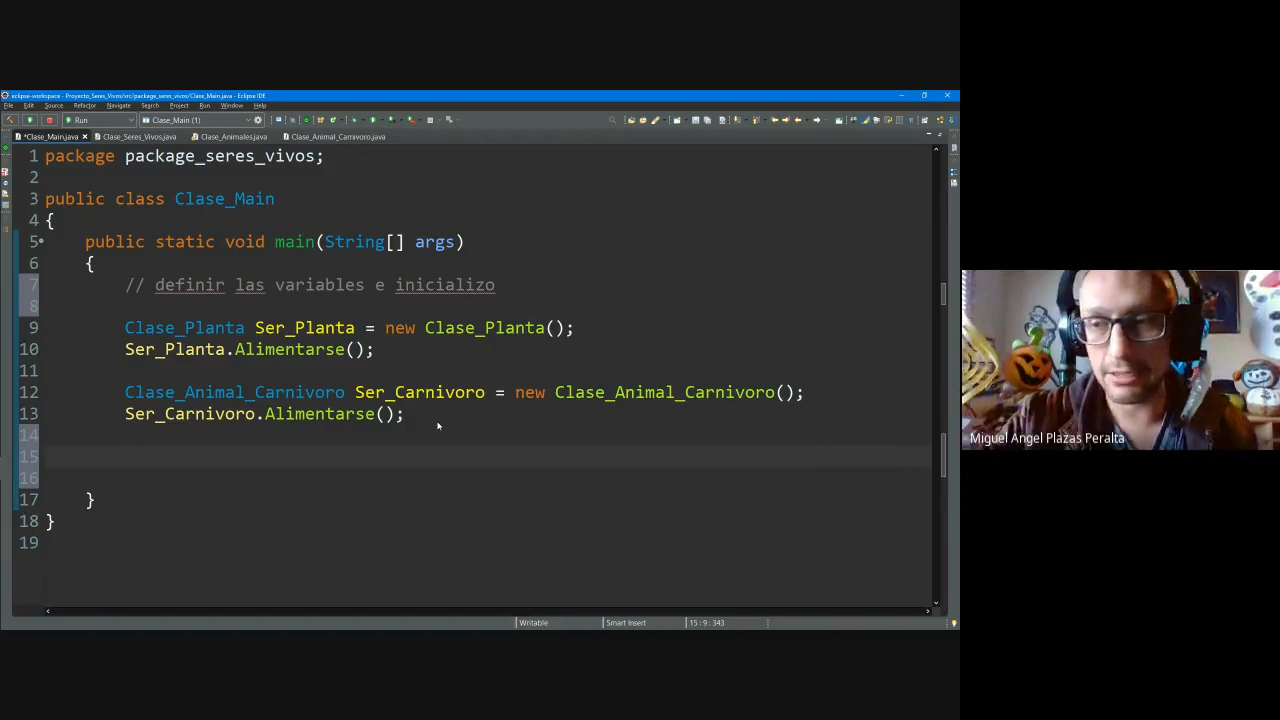 eclipse-workspace - Proyecto_Seres_Vivos/src/package_seres_vivos/Clase_Main.java - Eclipse IDE
File Edit Source Refactor Navigate Search Project Run Window Help
Run Clase_Main (1)
*Clase_Main.java Clase_Seres_Vivos.java Clase_Animales.java Clase_Animal_Carnivoro.java
1 package package_seres_vivos;
2
3 public class Clase_Main
4 {
5 public static void main(String[] args)
6 {
7 // definir las variables e inicializo
8
9 Clase_Planta Ser_Planta = new Clase_Planta();
10 Ser_Planta.Alimentarse();
11
12 Clase_Animal_Carnivoro Ser_Carnivoro = new Clase_Animal_Carnivoro();
13 Ser_Carnivoro.Alimentarse();
14
15
16
17 }
18 }
19
Writable Smart Insert 15 : 9 : 343
Miguel Angel Plazas Peralta